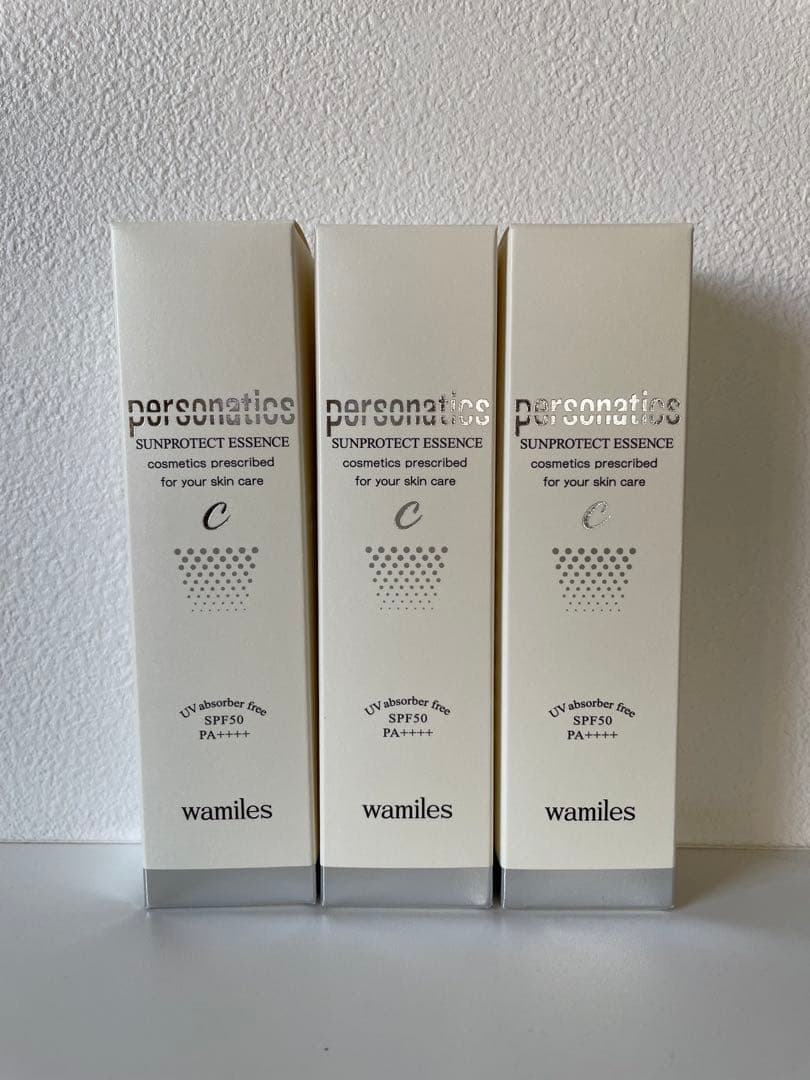 personatics
SUNPROTECT ESSENCE
cosmetics prescribed
for your skin care
C
UV absorber free
SPF50
PA++++
wamiles
personatics
SUNPROTECT ESSENCE
cosmetics prescribed
for your skin care
C
UV absorber free
SPF50
PA++++
wamiles
personatics
SUNPROTECT ESSENCE
cosmetics prescribed
for your skin care
C
UV absorber free
SPF50
PA++++
wamiles